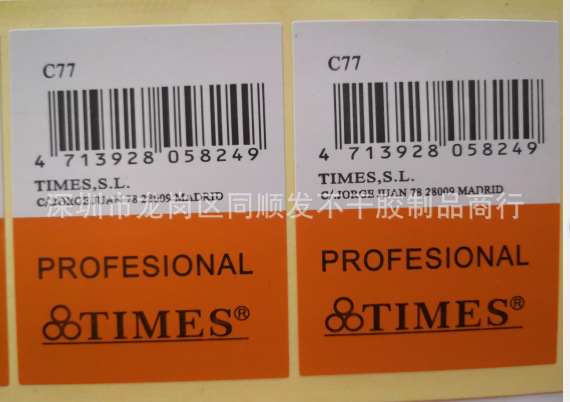 C77
4 713928 058249
TIMES,S.L.
C/JORGE JUAN 78 28009 MADRID
PROFESIONAL
TIMES®
C77
4 713928 058249
TIMES,S.L.
C/JORGE JUAN 78 28009 MADRID
PROFESIONAL
TIMES®
深圳市龙岗区同顺发不干胶制品商行